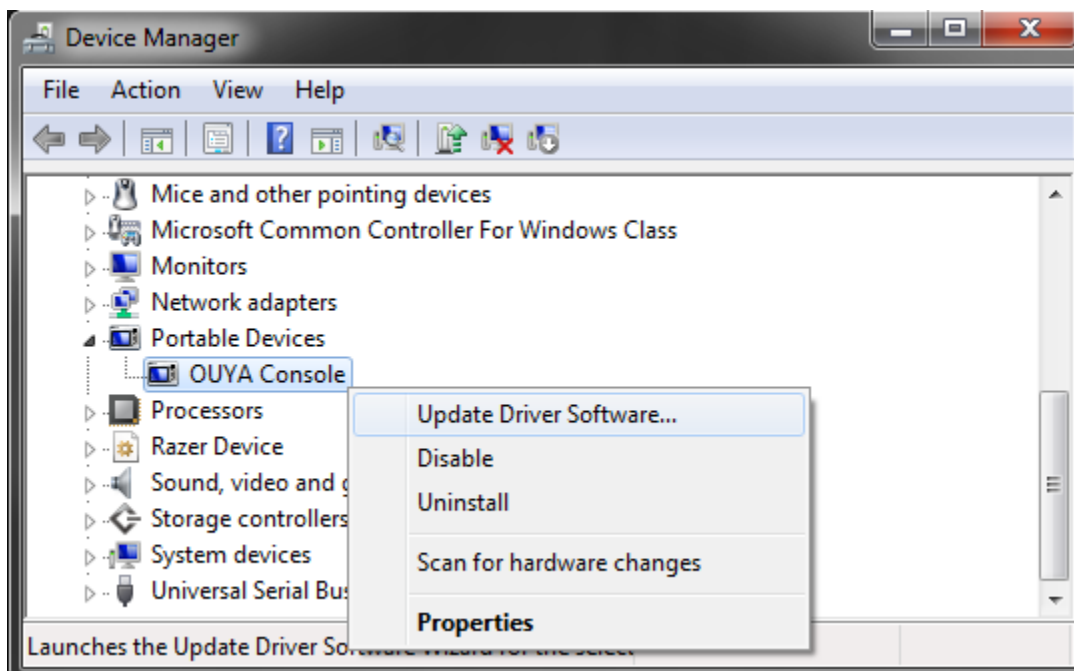 Device Manager
File Action View Help
Mice and other pointing devices
Microsoft Common Controller For Windows Class
Monitors
Network adapters
Portable Devices
OUYA Console
Processors
Razer Device
Sound, video and
Storage controllers
System devices
Universal Serial
Update Driver Software...
Disable
Uninstall
Scan for hardware changes
Properties
Launches the Update Driver Software Wizard for the